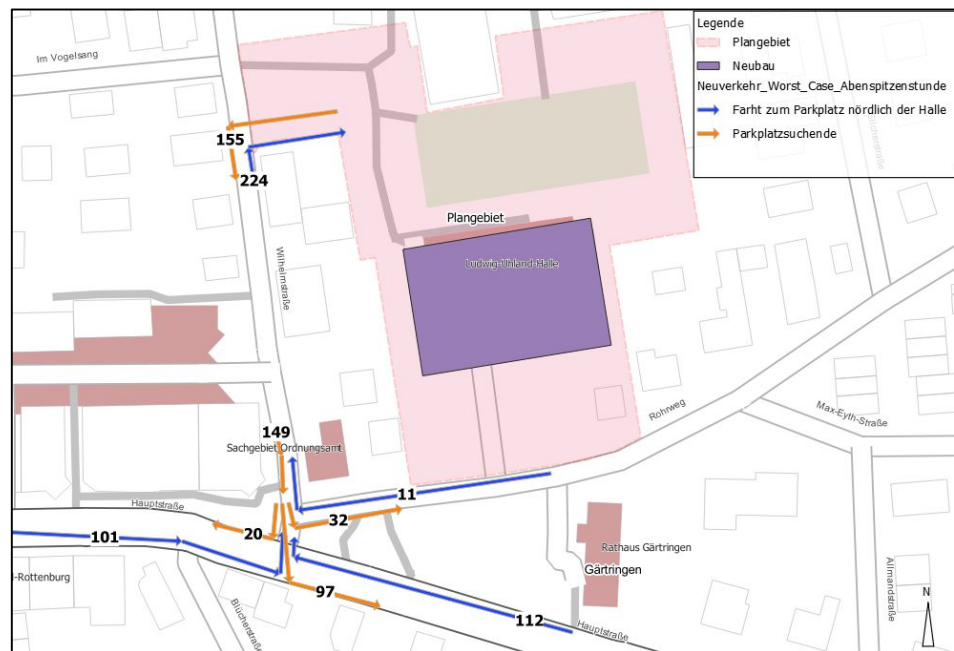 Legende
Plangebiet
Neubau
Neuverkehr_Worst_Case_Abenspitzenstunde
Farht zum Parkplatz nördlich der Halle
Parkplatzsuchende
Im Vogelsang
155
224
Plangebiet
Ludwig-Uhland-Halle
Wilhelmstraße
149
Sachgebiet Ordnungsamt
Rohrweg
Max-Eyth-Straße
Hauptstraße
11
32
20
101
97
112
Rathaus Gärtringen
Gärtringen
l-Rottenburg
Blücherstraße
Hauptstraße
Allmandstraße
N